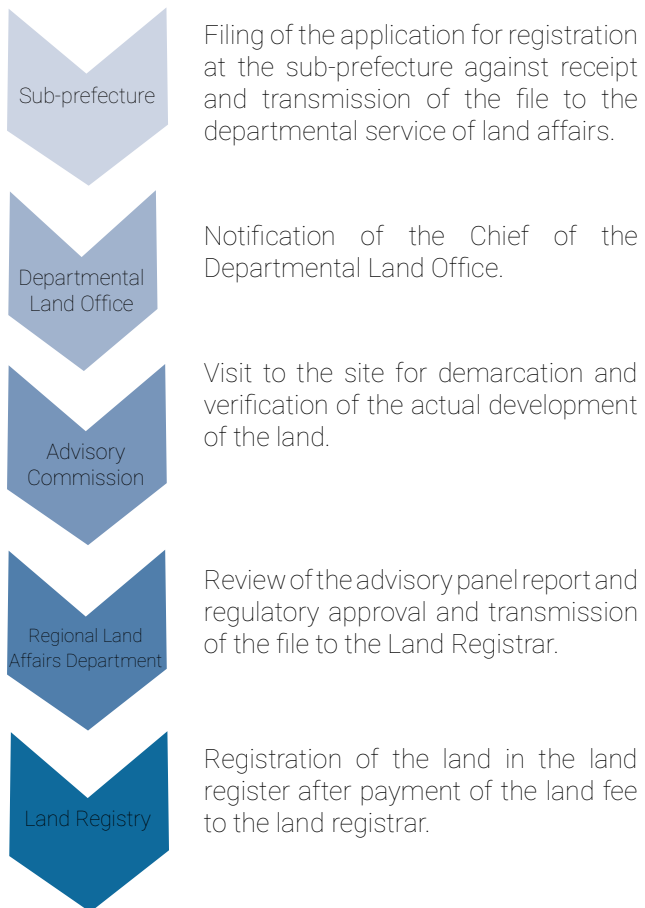 Sub-prefecture
Filing of the application for registration
at the sub-prefecture against receipt
and transmission of the file to the
departmental service of land affairs.
Departmental
Land Office
Notification of the Chief of the
Departmental Land Office.
Advisory
Commission
Visit to the site for demarcation and
verification of the actual development
of the land.
Regional Land
Affairs Department
Review of the advisory panel report and
regulatory approval and transmission
of the file to the Land Registrar.
Land Registry
Registration of the land in the land
register after payment of the land fee
to the land registrar.